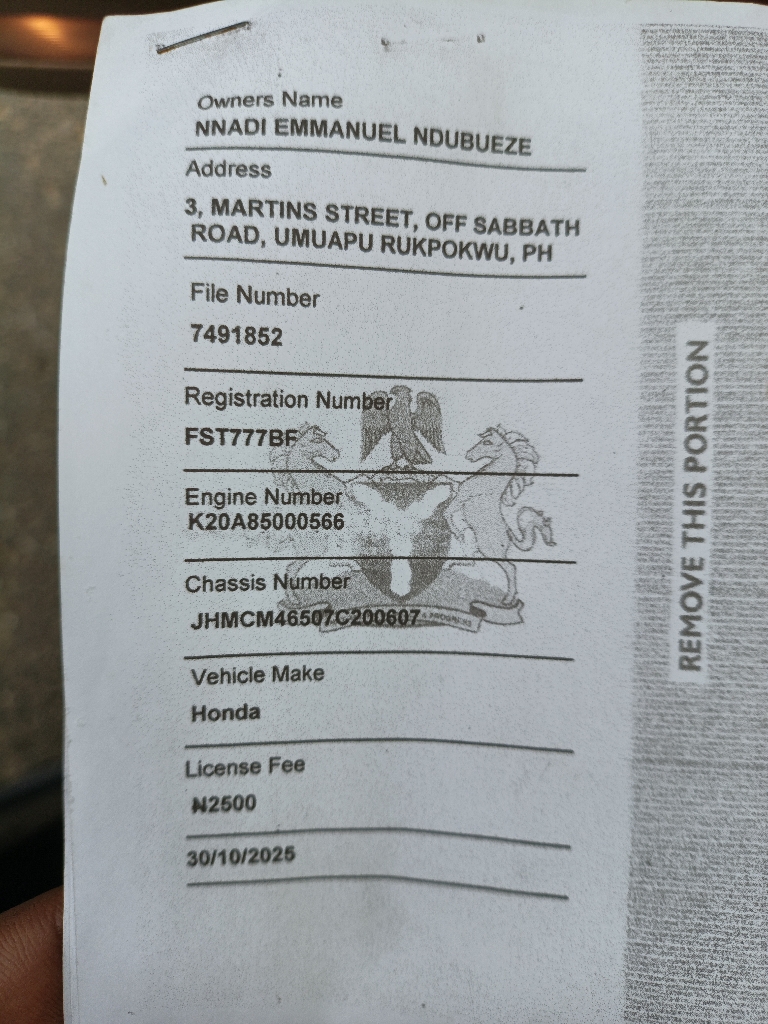 Owners Name
NNADI EMMANUEL NDUBUEZE
Address
3, MARTINS STREET, OFF SABBATH
ROAD, UMUAPU RUKPOKWU, PH
File Number
7491852
Registration Number
FST777BF
Engine Number
K20A85000566
Chassis Number
JHMCM46507C200607
Vehicle Make
Honda
License Fee
₦2500
30/10/2025
REMOVE THIS PORTION